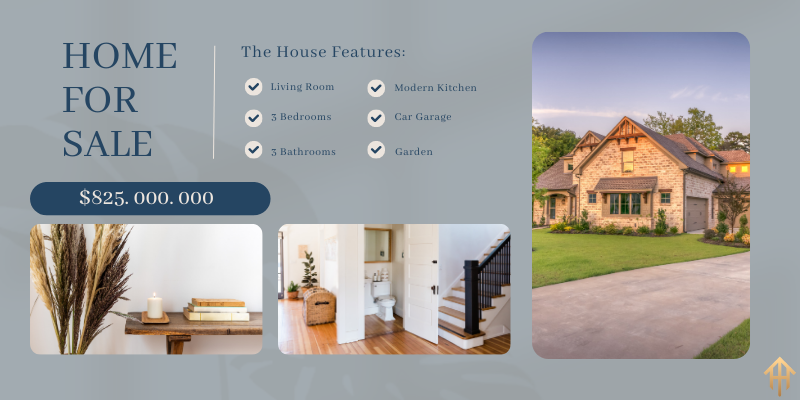 HOME
FOR
SALE
The House Features:
Living Room
Modern Kitchen
3 Bedrooms
Car Garage
3 Bathrooms
Garden
$825. 000. 000